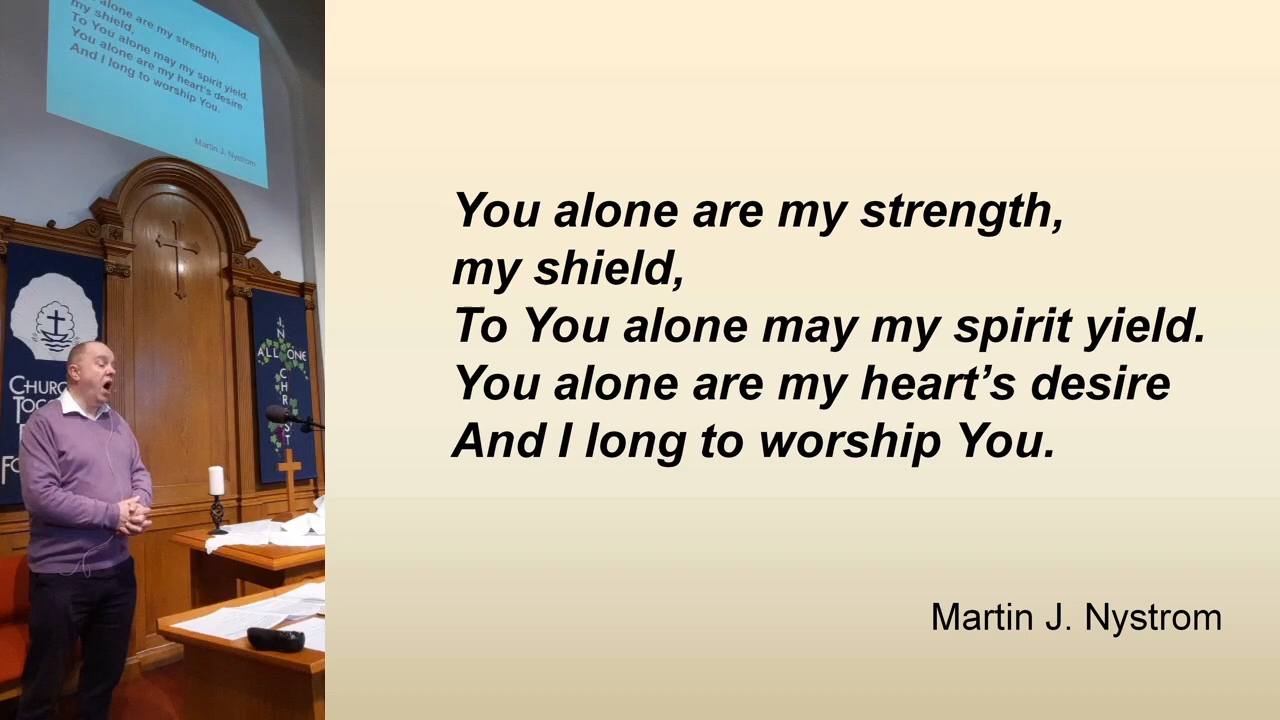 alone are my strength,
my shield,
To You alone may my spirit yield.
You alone are my heart's desire
And I long to worship You.
Martin J. Nystrom
ALL ONE
IN
CHRIST
You alone are my strength,
my shield,
To You alone may my spirit yield.
You alone are my heart’s desire
And I long to worship You.
Martin J. Nystrom